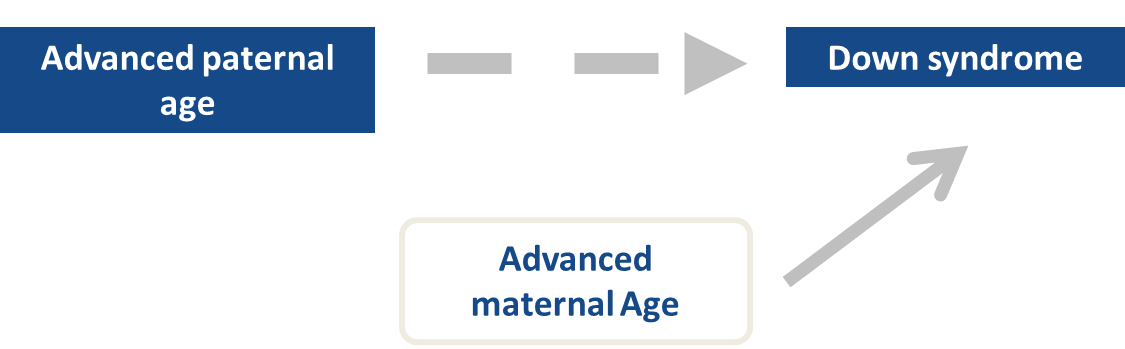 Advanced paternal
age
Down syndrome
Advanced
maternal Age